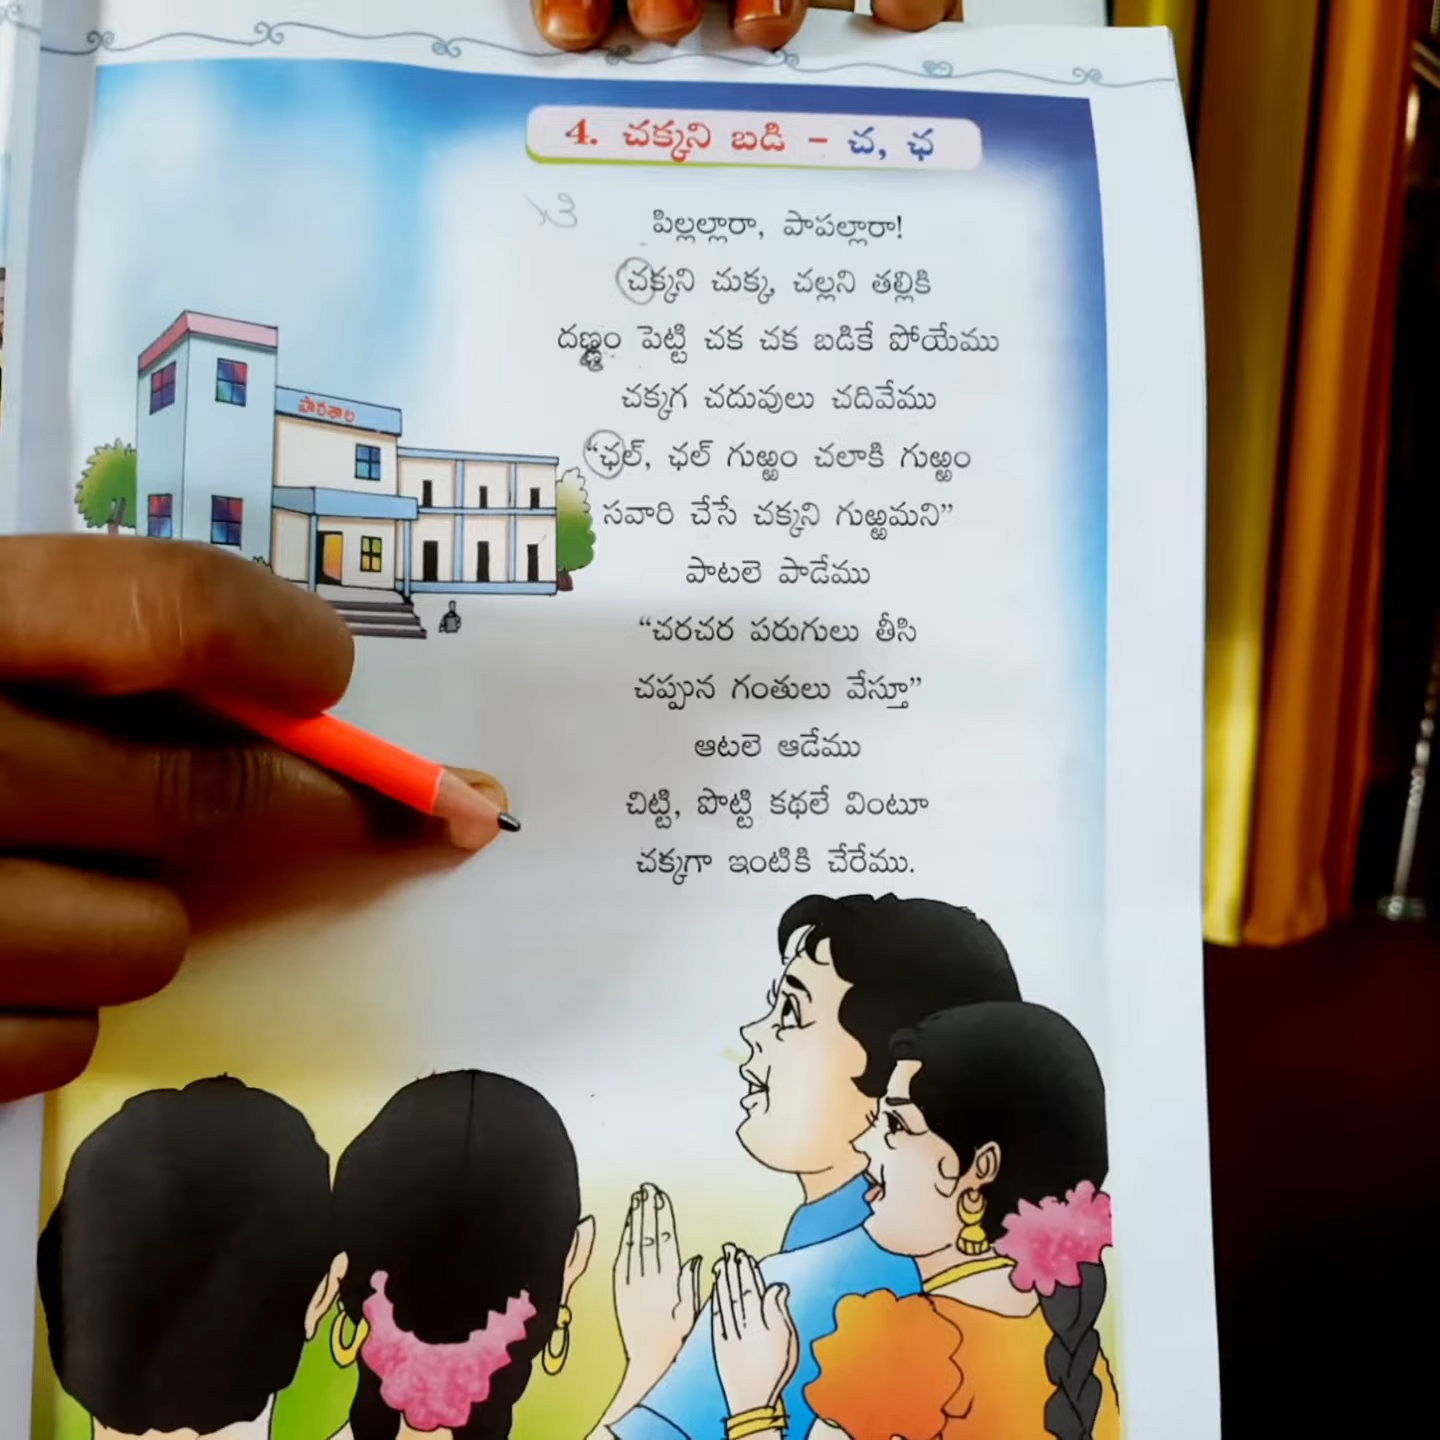 4. చక్కని బడి - చ, ఛ
పిల్లల్లారా, పాపల్లారా!
చక్కని చుక్క చల్లని తల్లికి
దణ్ణం పెట్టి చక చక బడికే పోయేము
చక్కగ చదువులు చదివేము
“ఛల్, ఛల్ గుఱ్ఱం చలాకి గుఱ్ఱం
సవారి చేసే చక్కని గుఱ్ఱమని”
పాటలె పాడేము
“చరచర పరుగులు తీసి
చప్పున గంతులు వేస్తూ”
ఆటలె ఆడేము
చిట్టి, పొట్టి కథలే వింటూ
చక్కగా ఇంటికి చేరేము.
పాఠశాల